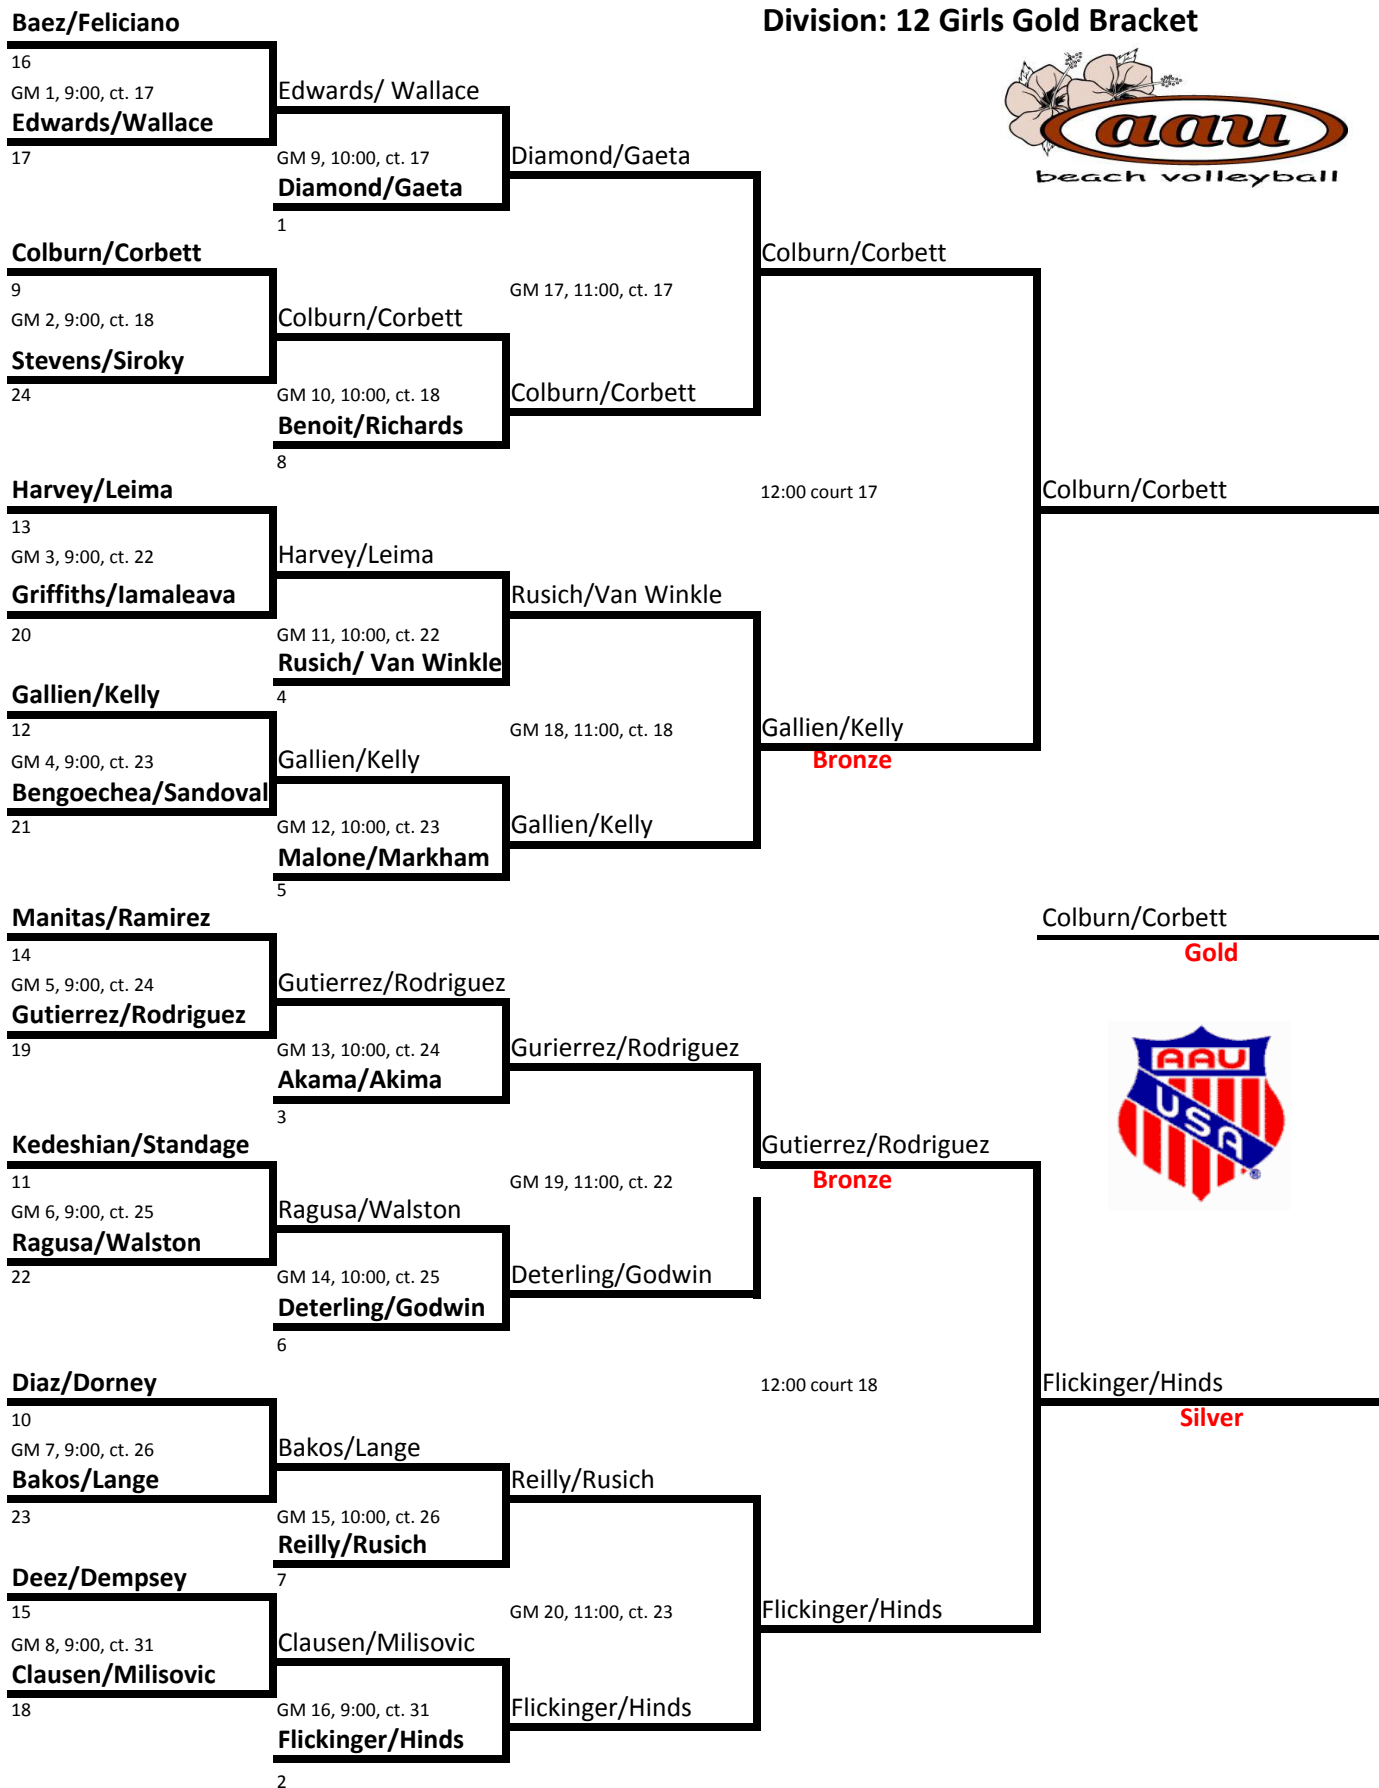 Division: 12 Girls Gold Bracket
aau
beach volleyball
Baez/Feliciano
16
GM 1, 9:00, ct. 17
Edwards/Wallace
17
Edwards/ Wallace
GM 9, 10:00, ct. 17
Diamond/Gaeta
1
Diamond/Gaeta
Colburn/Corbett
9
GM 2, 9:00, ct. 18
Stevens/Siroky
24
Colburn/Corbett
GM 10, 10:00, ct. 18
Benoit/Richards
8
GM 17, 11:00, ct. 17
Colburn/Corbett
Colburn/Corbett
Harvey/Leima
13
GM 3, 9:00, ct. 22
Griffiths/Iamaleava
20
Harvey/Leima
GM 11, 10:00, ct. 22
Rusich/ Van Winkle
4
Rusich/Van Winkle
12:00 court 17
Colburn/Corbett
Gallien/Kelly
12
GM 4, 9:00, ct. 23
Bengoechea/Sandoval
21
Gallien/Kelly
GM 12, 10:00, ct. 23
Malone/Markham
5
GM 18, 11:00, ct. 18
Gallien/Kelly
Gallien/Kelly
Bronze
Colburn/Corbett
Gold
AAU
USA
®
Manitas/Ramirez
14
GM 5, 9:00, ct. 24
Gutierrez/Rodriguez
19
Gutierrez/Rodriguez
GM 13, 10:00, ct. 24
Akama/Akima
3
Gurierrez/Rodriguez
Kedeshian/Standage
11
GM 6, 9:00, ct. 25
Ragusa/Walston
22
Ragusa/Walston
GM 14, 10:00, ct. 25
Deterling/Godwin
6
GM 19, 11:00, ct. 22
Deterling/Godwin
Gutierrez/Rodriguez
Bronze
Diaz/Dorney
10
GM 7, 9:00, ct. 26
Bakos/Lange
23
Bakos/Lange
GM 15, 10:00, ct. 26
Reilly/Rusich
7
Reilly/Rusich
12:00 court 18
Flickinger/Hinds
Silver
Deez/Dempsey
15
GM 8, 9:00, ct. 31
Clausen/Milisovic
18
Clausen/Milisovic
GM 16, 9:00, ct. 31
Flickinger/Hinds
2
GM 20, 11:00, ct. 23
Flickinger/Hinds
Flickinger/Hinds